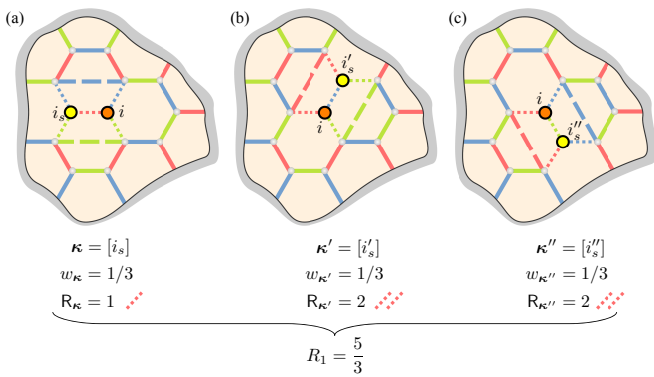 (a) (b) (c)
i_s i
i'_s i
i i''_s
κ = [i_s] κ′ = [i'_s] κ″ = [i''_s]
w_κ = 1/3 w_κ′ = 1/3 w_κ″ = 1/3
R_κ = 1 R_κ′ = 2 R_κ″ = 2
R_1 = 5/3